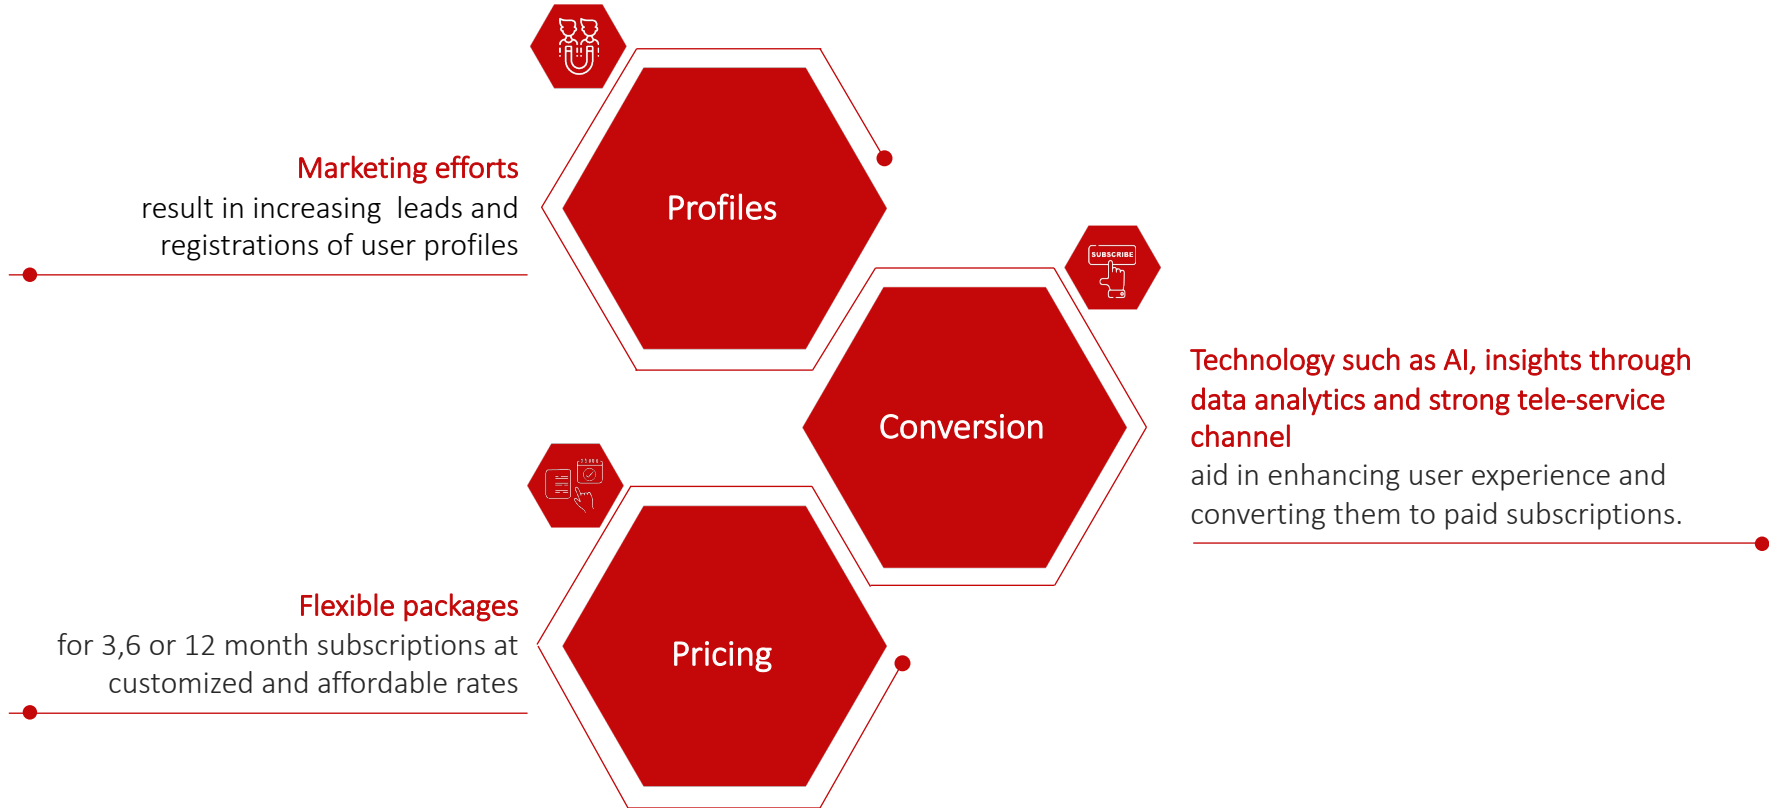 Marketing efforts
result in increasing  leads and
registrations of user profiles
Profiles
SUBSCRIBE
Conversion
Technology such as AI, insights through
data analytics and strong tele-service
channel
aid in enhancing user experience and
converting them to paid subscriptions.
Flexible packages
for 3,6 or 12 month subscriptions at
customized and affordable rates
Pricing